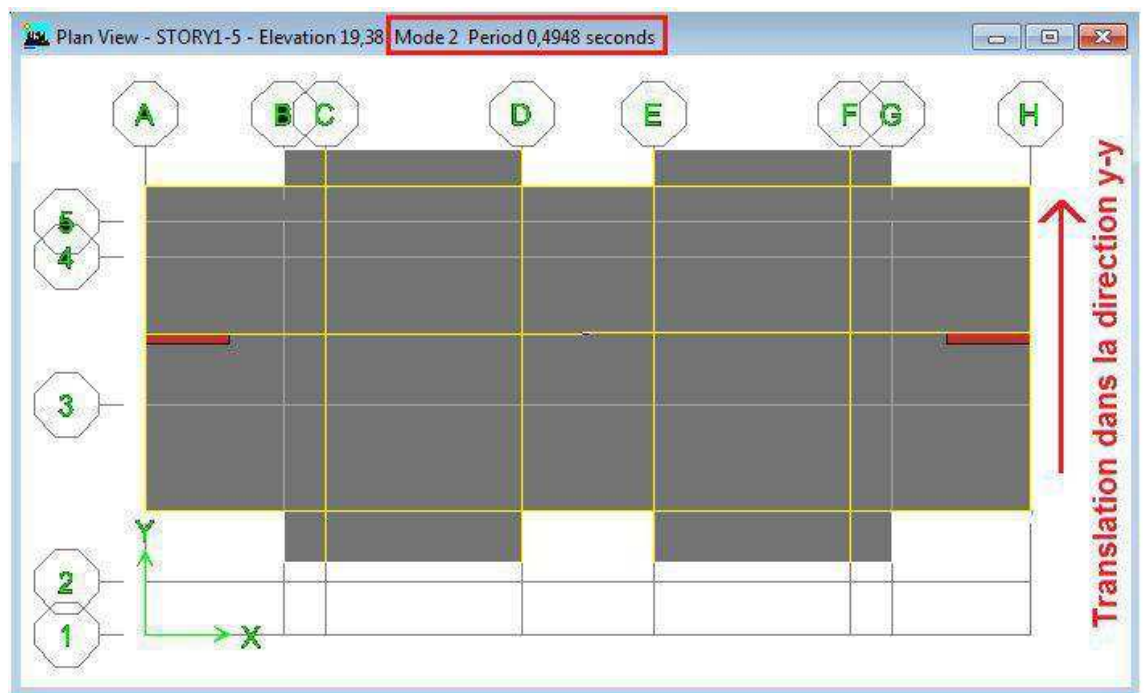 Plan View - STORY1-5 - Elevation 19,38 Mode 2 Period 0,4948 seconds
A B C D E F G H
5
4
3
2
1
Y
X
Translation dans la direction y-y